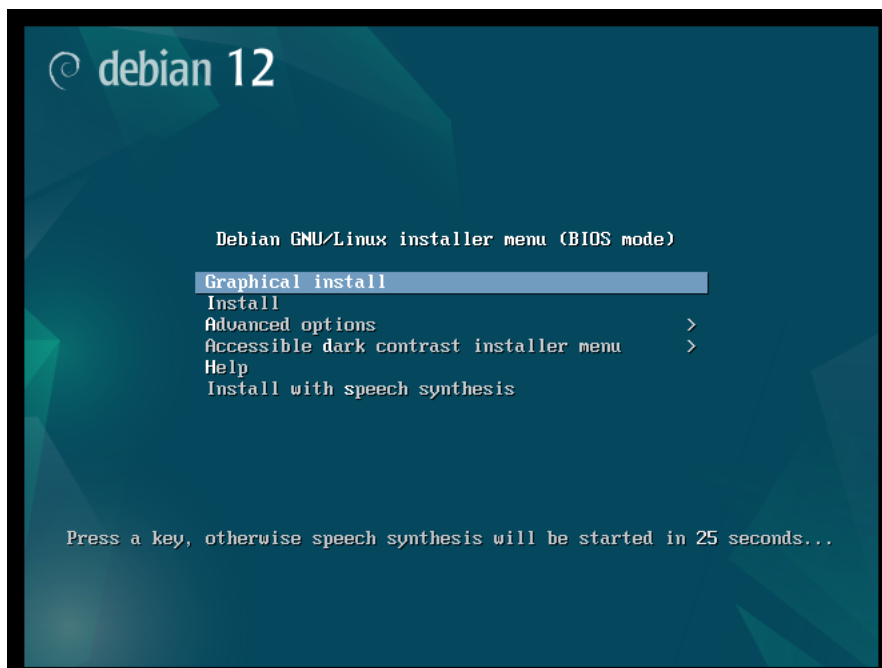 debian 12
Debian GNU/Linux installer menu (BIOS mode)
Graphical install
Install
Advanced options >
Accessible dark contrast installer menu >
Help
Install with speech synthesis
Press a key, otherwise speech synthesis will be started in 25 seconds...